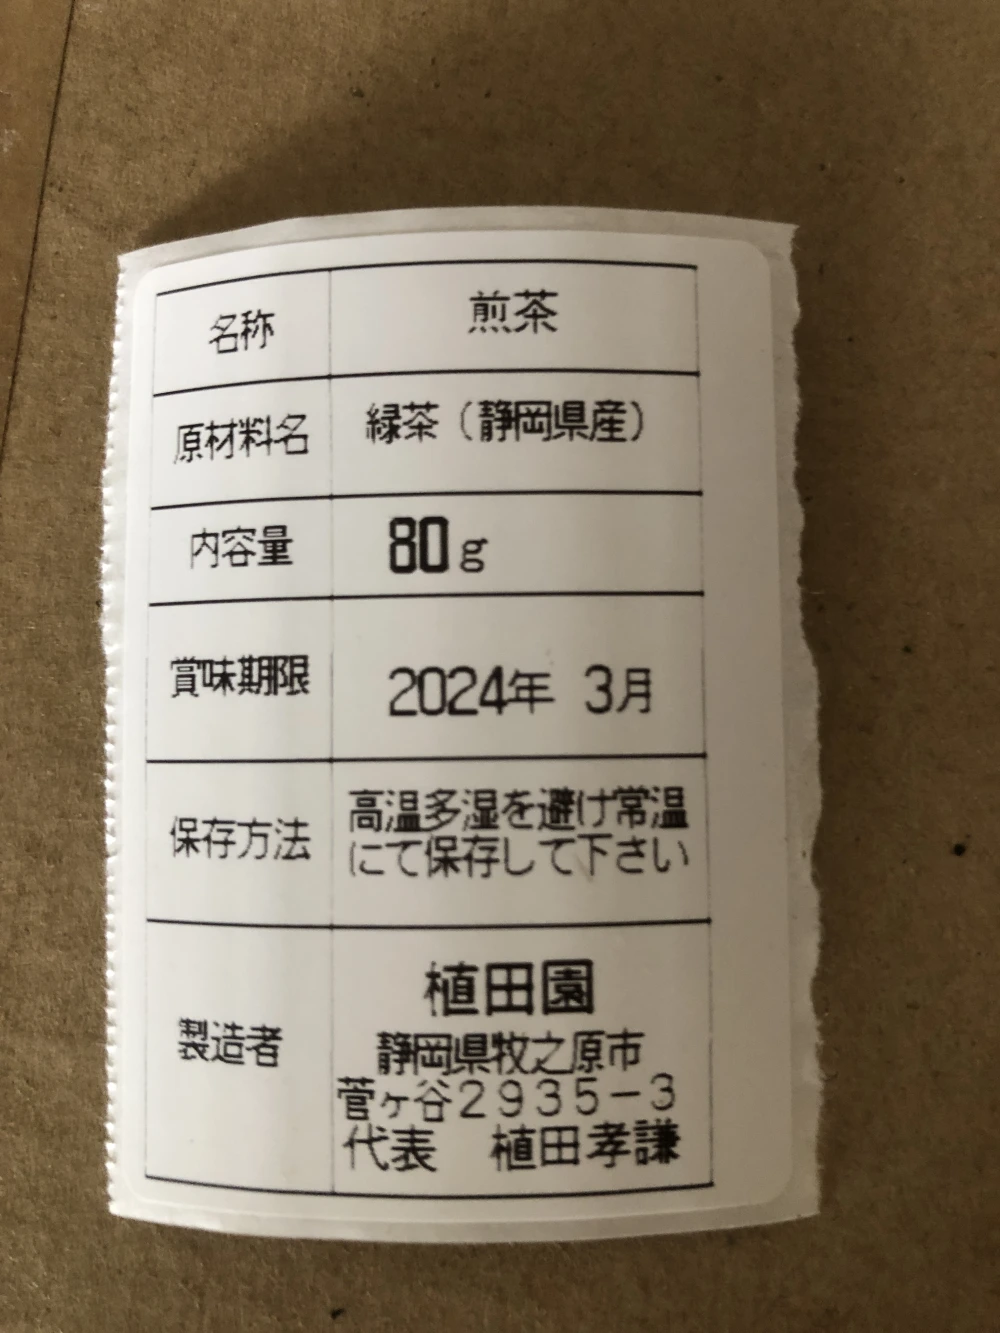 名称 煎茶
原材料名 緑茶（静岡県産）
内容量 80g
賞味期限 2024年 3月
保存方法 高温多湿を避け常温
にて保存して下さい
製造者 植田園
静岡県牧之原市
菅ヶ谷2935-3
代表 植田孝謙